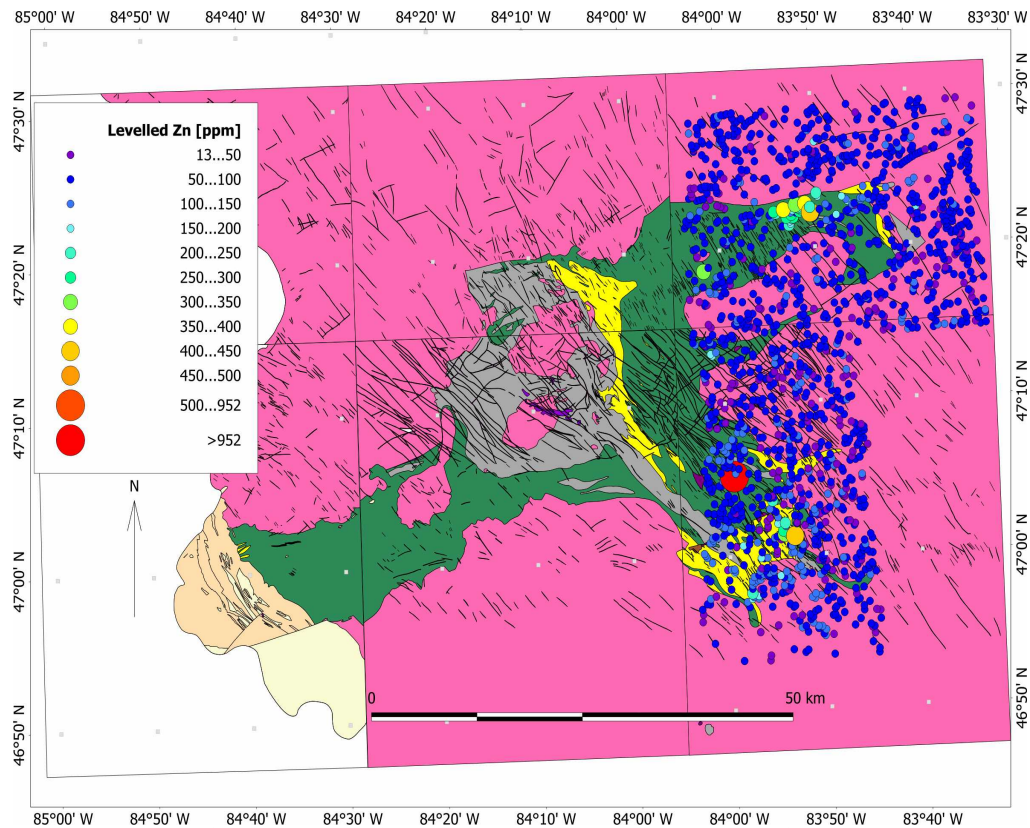 85°00' W 84°50' W 84°40' W 84°30' W 84°20' W 84°10' W 84°00' W 84°00' W 83°50' W 83°40' W 83°30' W
47°30' N
47°30' N
Levelled Zn [ppm]
13...50
50...100
100...150
150...200
200...250
250...300
300...350
350...400
400...450
450...500
500...952
>952
47°20' N
47°20' N
47°10' N
47°10' N
N
47°00' N
47°00' N
46°50' N
46°50' N
0 50 km
85°00' W 84°50' W 84°40' W 84°30' W 84°20' W 84°10' W 84°00' W 84°00' W 83°50' W 83°40' W